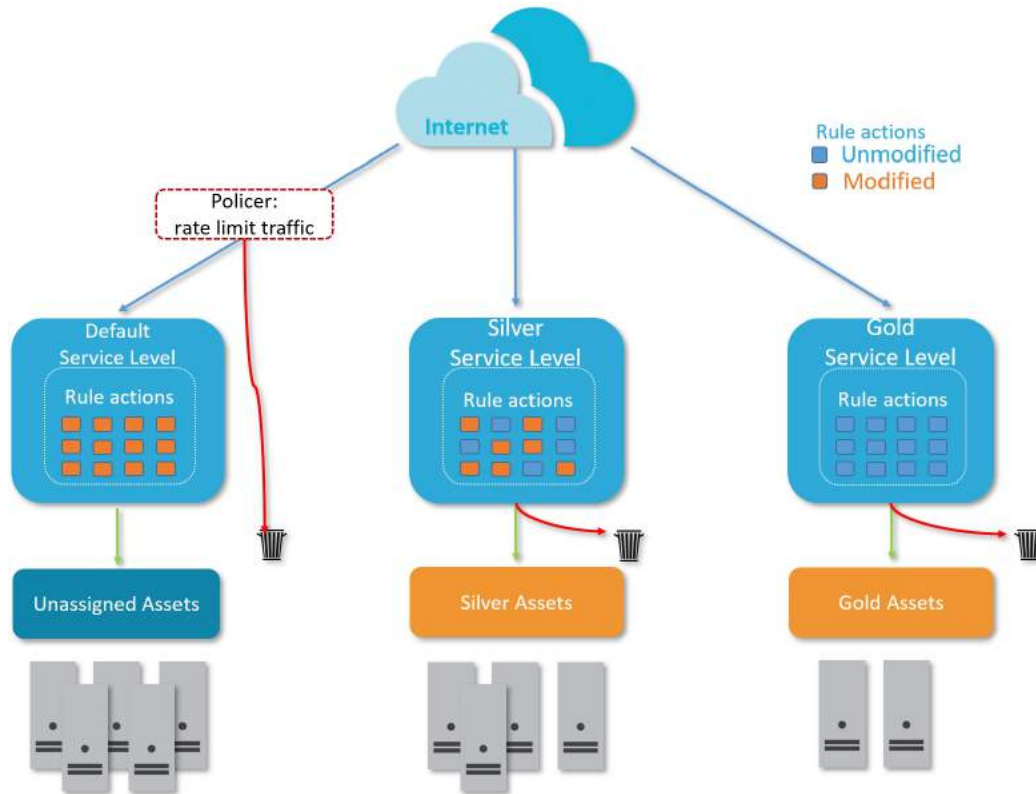 Internet
Rule actions
Unmodified
Modified
Policer:
rate limit traffic
Default
Service Level
Rule actions
Silver
Service Level
Rule actions
Gold
Service Level
Rule actions
Unassigned Assets
Silver Assets
Gold Assets